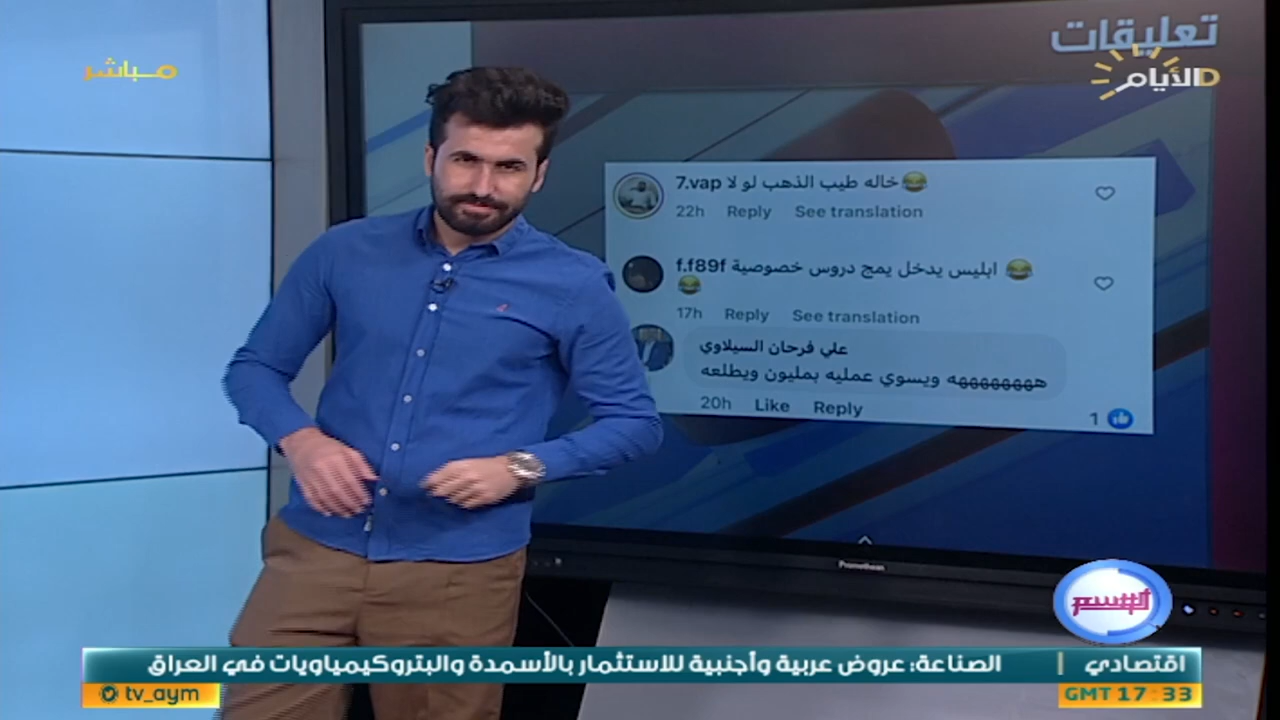 تعليقات
مباشر
الأيام
7.vap خاله طيب الذهب لو لا😂
22h Reply See translation
f.f89f ابليس يدخل يمج دروس خصوصية 😂
😂
17h Reply See translation
علي فرحان السيلاوي
ههههههههه ويسوي عمليه بمليون ويطلعه
20h Like Reply
1
Promethean
اقتصادي | الصناعة: عروض عربية وأجنبية للاستثمار بالأسمدة والبتروكيمياويات في العراق
tv_aym
GMT 17:33